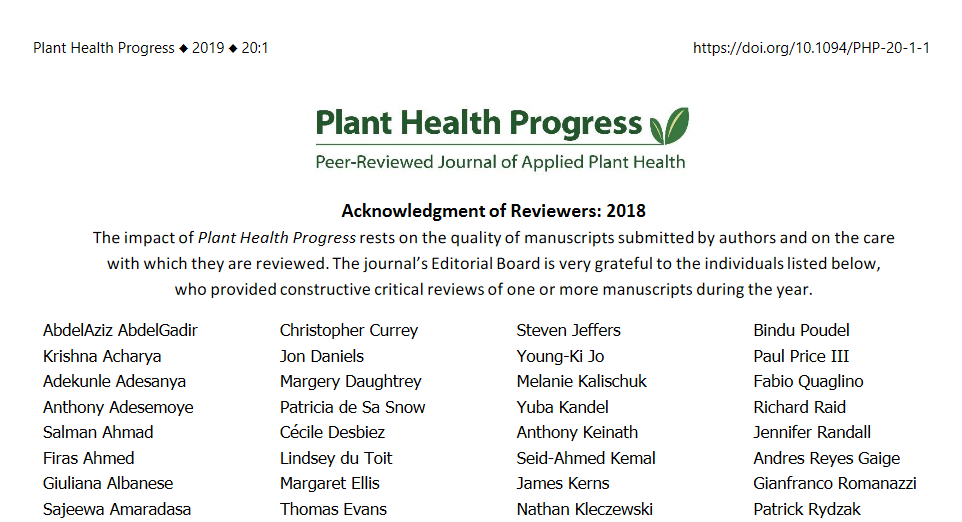 Plant Health Progress ◆ 2019 ◆ 20:1
https://doi.org/10.1094/PHP-20-1-1
Plant Health Progress
Peer-Reviewed Journal of Applied Plant Health
Acknowledgment of Reviewers: 2018
The impact of Plant Health Progress rests on the quality of manuscripts submitted by authors and on the care
with which they are reviewed. The journal's Editorial Board is very grateful to the individuals listed below,
who provided constructive critical reviews of one or more manuscripts during the year.
AbdelAziz AbdelGadir
Krishna Acharya
Adekunle Adesanya
Anthony Adesemoye
Salman Ahmad
Firas Ahmed
Giuliana Albanese
Sajeewa Amaradasa
Christopher Currey
Jon Daniels
Margery Daughtrey
Patricia de Sa Snow
Cécile Desbiez
Lindsey du Toit
Margaret Ellis
Thomas Evans
Steven Jeffers
Young-Ki Jo
Melanie Kalischuk
Yuba Kandel
Anthony Keinath
Seid-Ahmed Kemal
James Kerns
Nathan Kleczewski
Bindu Poudel
Paul Price III
Fabio Quaglino
Richard Raid
Jennifer Randall
Andres Reyes Gaige
Gianfranco Romanazzi
Patrick Rydzak